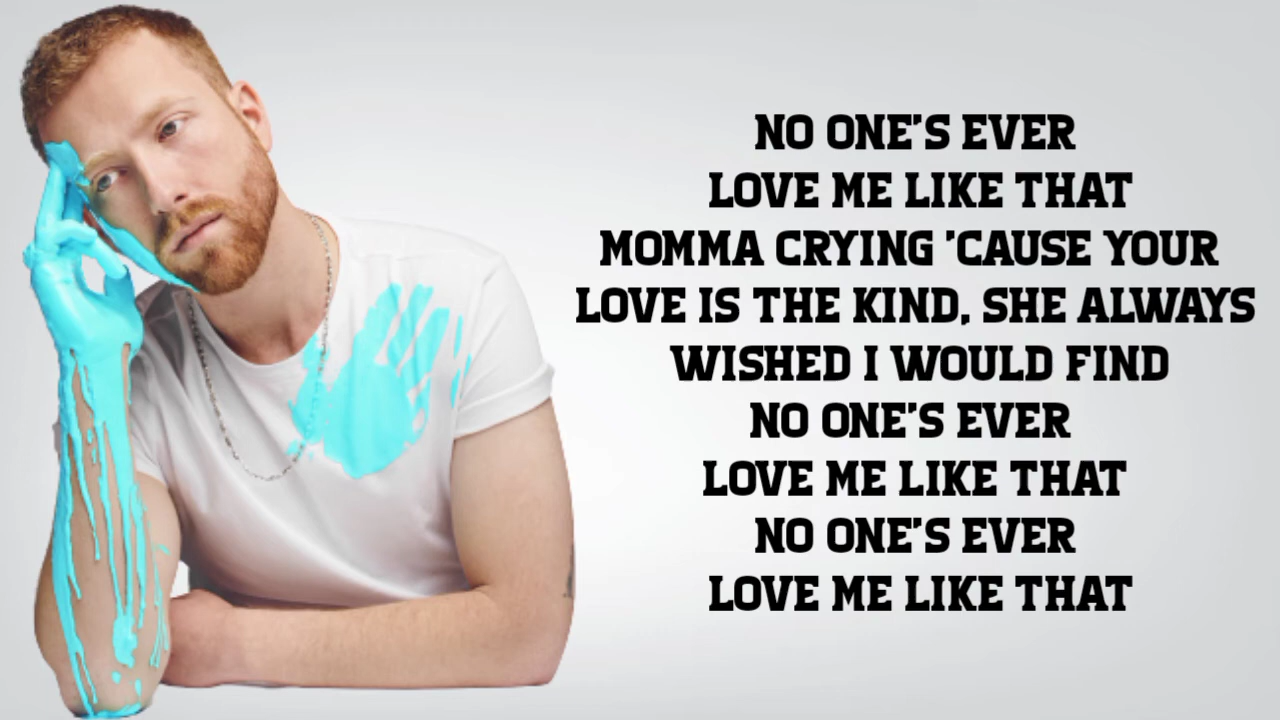 NO ONE'S EVER
LOVE ME LIKE THAT
MOMMA CRYING 'CAUSE YOUR
LOVE IS THE KIND, SHE ALWAYS
WISHED I WOULD FIND
NO ONE'S EVER
LOVE ME LIKE THAT
NO ONE'S EVER
LOVE ME LIKE THAT